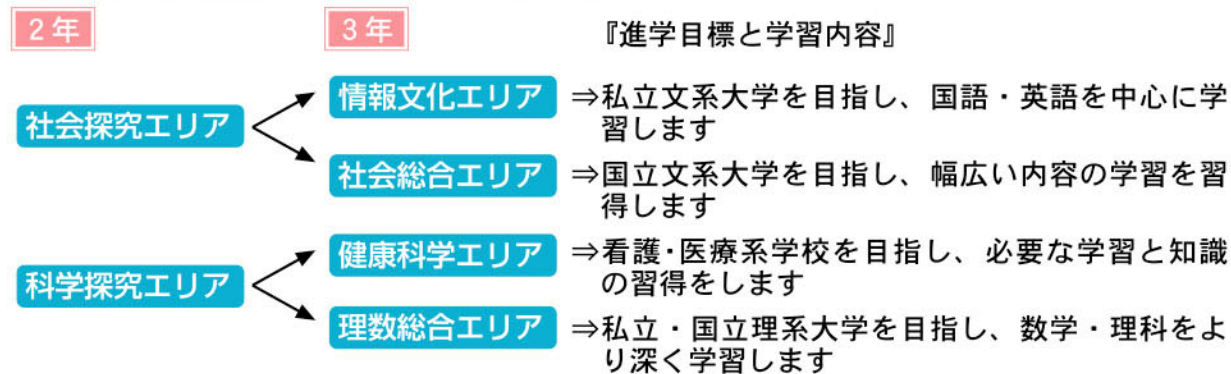 2年
3年
『進学目標と学習内容』
社会探究エリア
情報文化エリア
⇒私立文系大学を目指し、国語・英語を中心に学
習します
社会総合エリア
⇒国立文系大学を目指し、幅広い内容の学習を習
得します
科学探究エリア
健康科学エリア
⇒看護・医療系学校を目指し、必要な学習と知識
の習得をします
理数総合エリア
⇒私立・国立理系大学を目指し、数学・理科をよ
り深く学習します